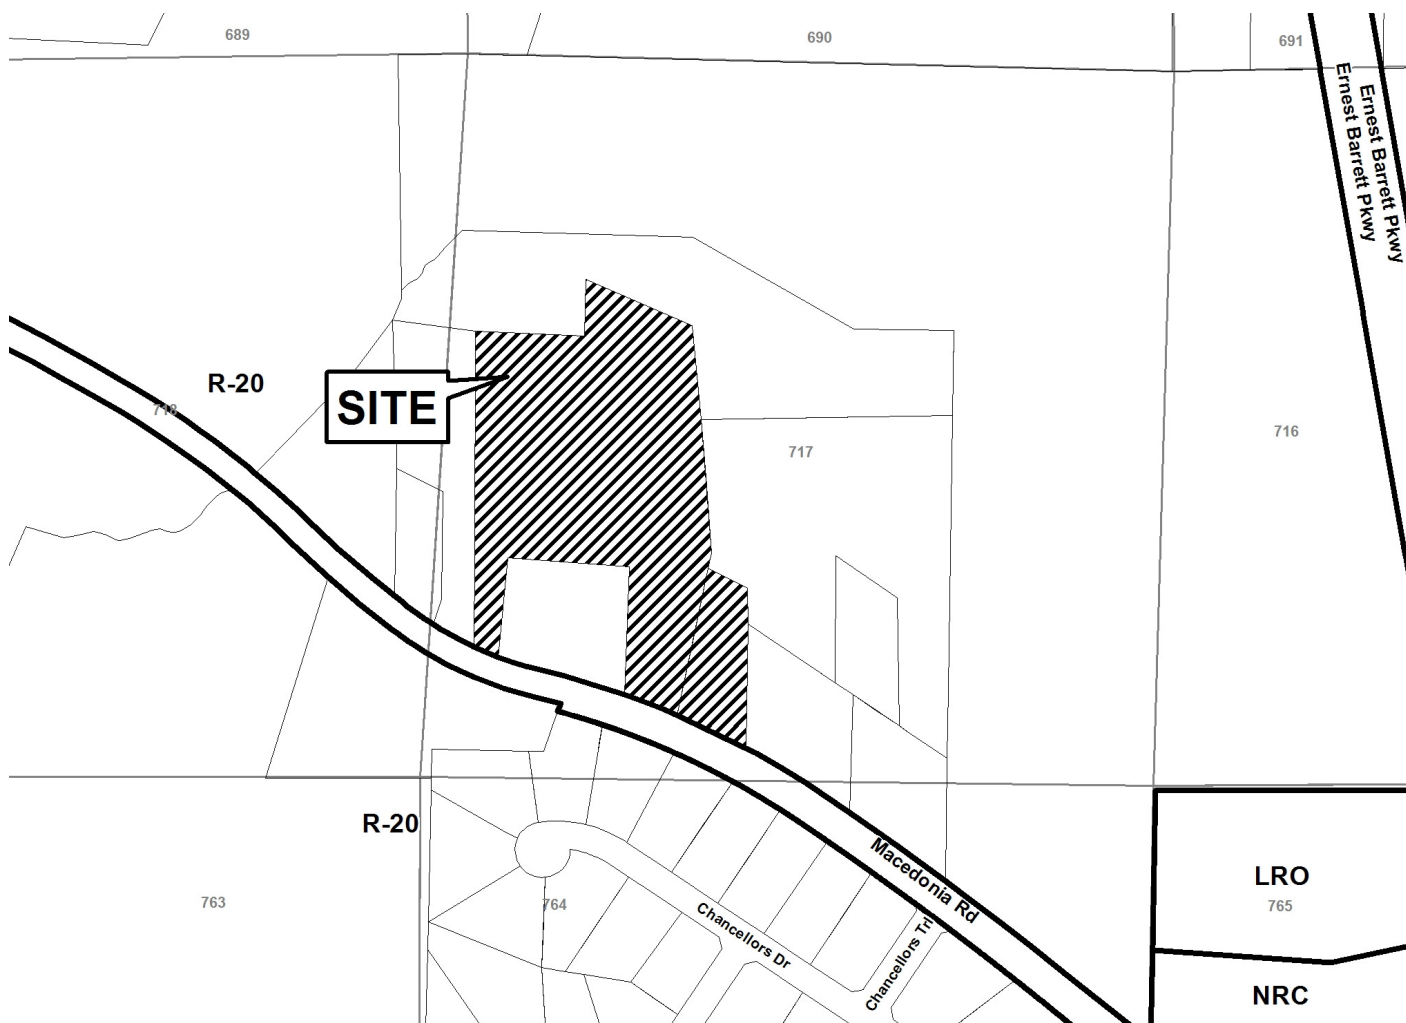 689
690
691
Ernest Barrett Pkwy
Ernest Barrett Pkwy
R-20
718
SITE
717
716
R-20
763
764
Macedonia Rd
Chancellors Dr
Chancellors Trl
LRO
765
NRC